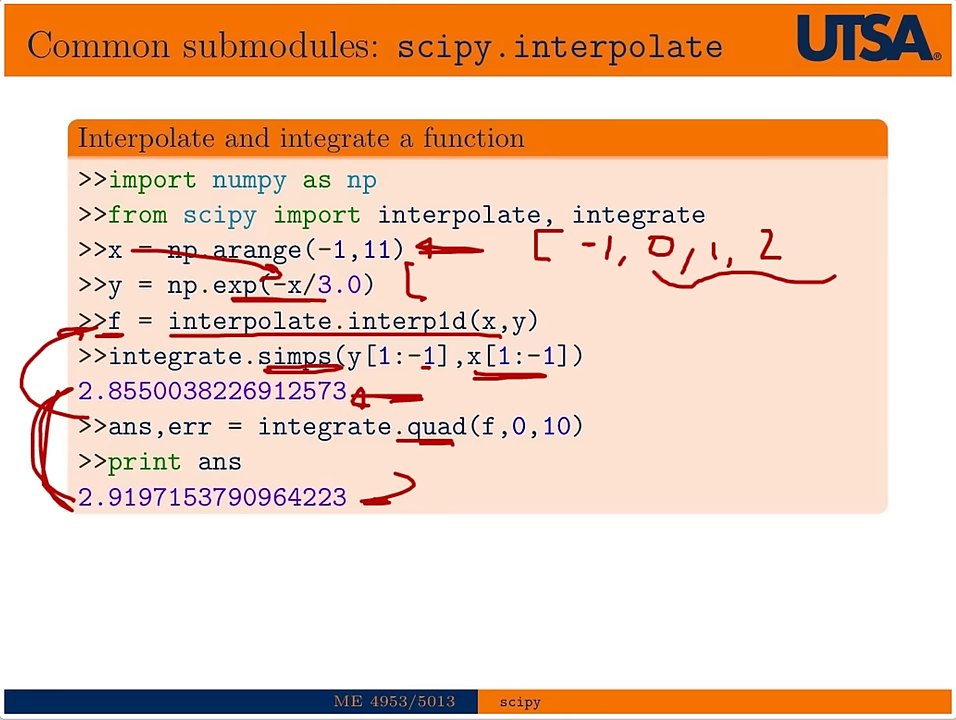 Common submodules: scipy.interpolate
UTSA®
Interpolate and integrate a function
>>import numpy as np
>>from scipy import interpolate, integrate
>>x = np.arange(-1,11)
[ -1, 0, 1, 2
>>y = np.exp(-x/3.0)
[
>>f = interpolate.interp1d(x,y)
>>integrate.simps(y[1:-1],x[1:-1])
2.8550038226912573
>>ans,err = integrate.quad(f,0,10)
>>print ans
2.9197153790964223
ME 4953/5013
scipy